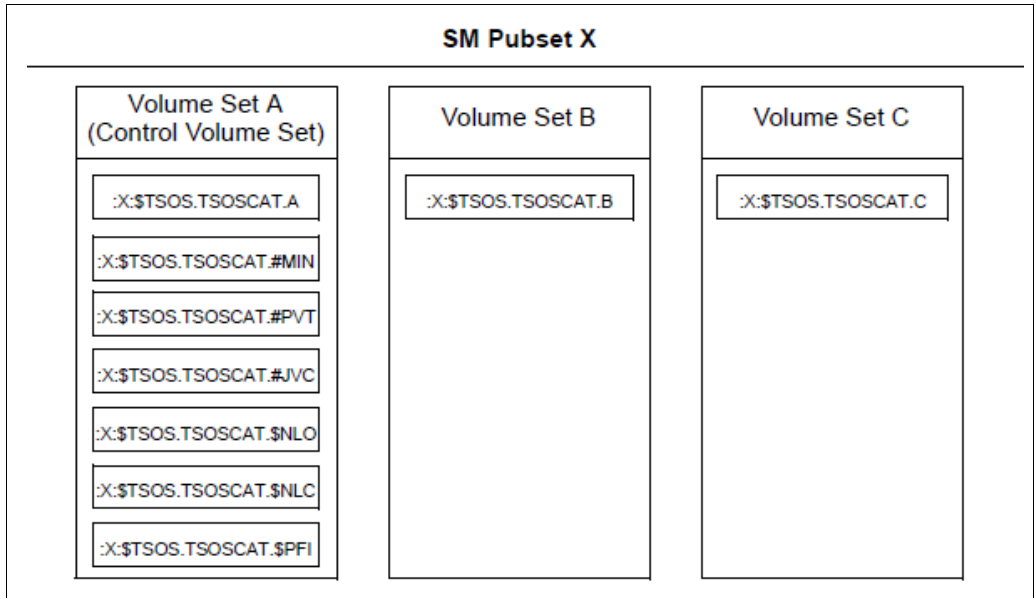 SM Pubset X
Volume Set A
(Control Volume Set)
:X:$TSOS.TSOSCAT.A
:X:$TSOS.TSOSCAT.#MIN
:X:$TSOS.TSOSCAT.#PVT
:X:$TSOS.TSOSCAT.#JVC
:X:$TSOS.TSOSCAT.$NLO
:X:$TSOS.TSOSCAT.$NLC
:X:$TSOS.TSOSCAT.$PFI
Volume Set B
:X:$TSOS.TSOSCAT.B
Volume Set C
:X:$TSOS.TSOSCAT.C